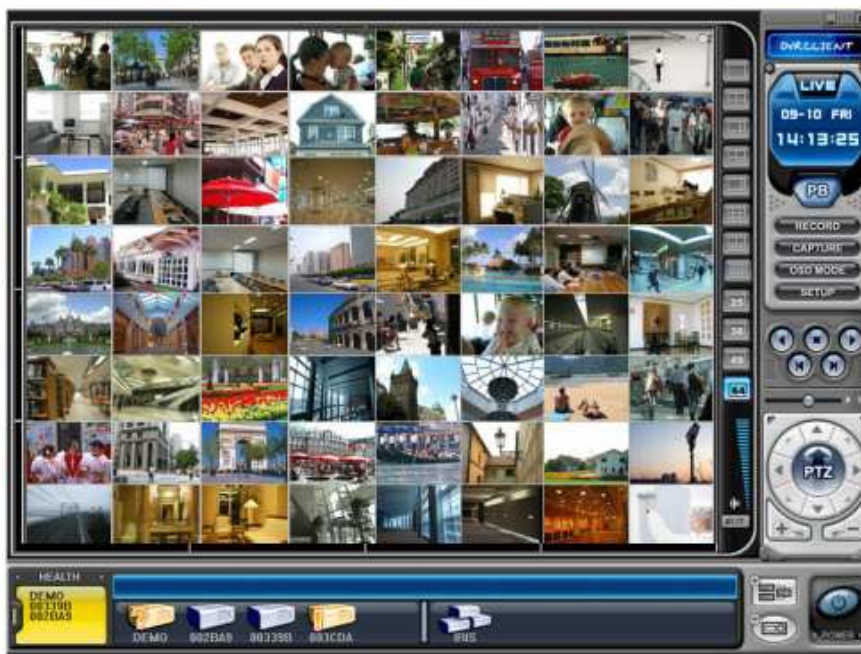 DVRCLIENT
LIVE
09-10 FRI
14:13:25
PB
RECORD
CAPTURE
OSD MODE
SETUP
25
36
49
64
PTZ
+ -
HEALTH
DEMO
00339B
002BA9
DEMO 002BA9 00339B 003CDA IRIS
POWER